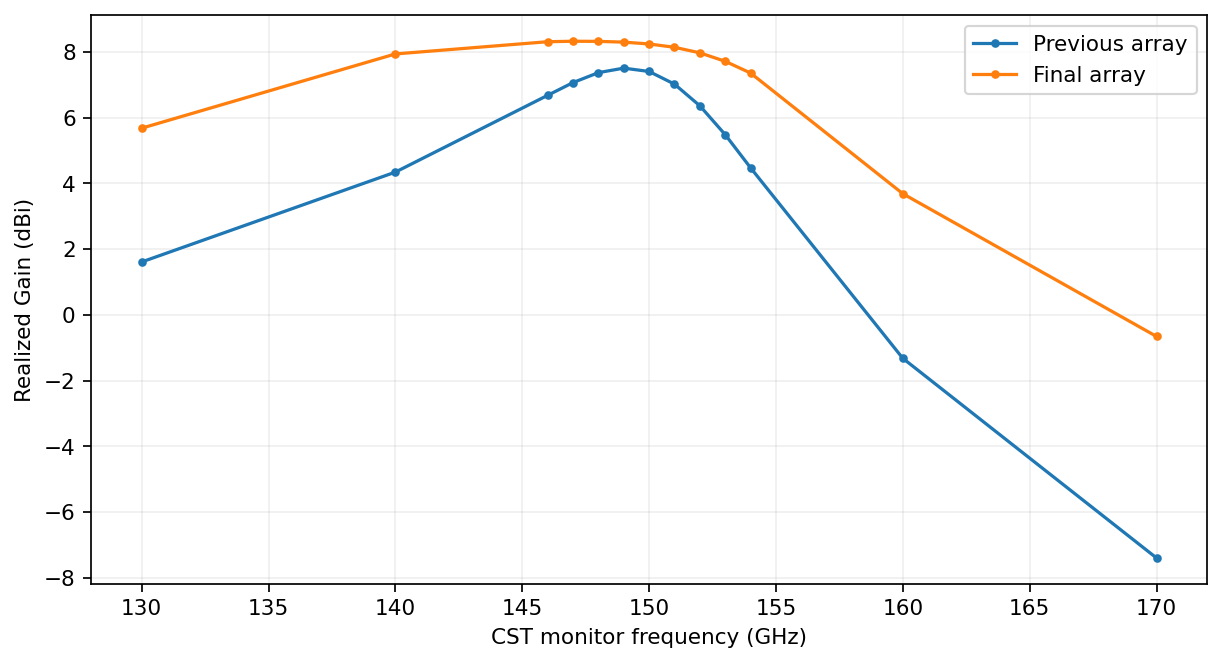 Previous array
Final array
8
6
4
2
0
−2
−4
−6
−8
Realized Gain (dBi)
130 135 140 145 150 155 160 165 170
CST monitor frequency (GHz)